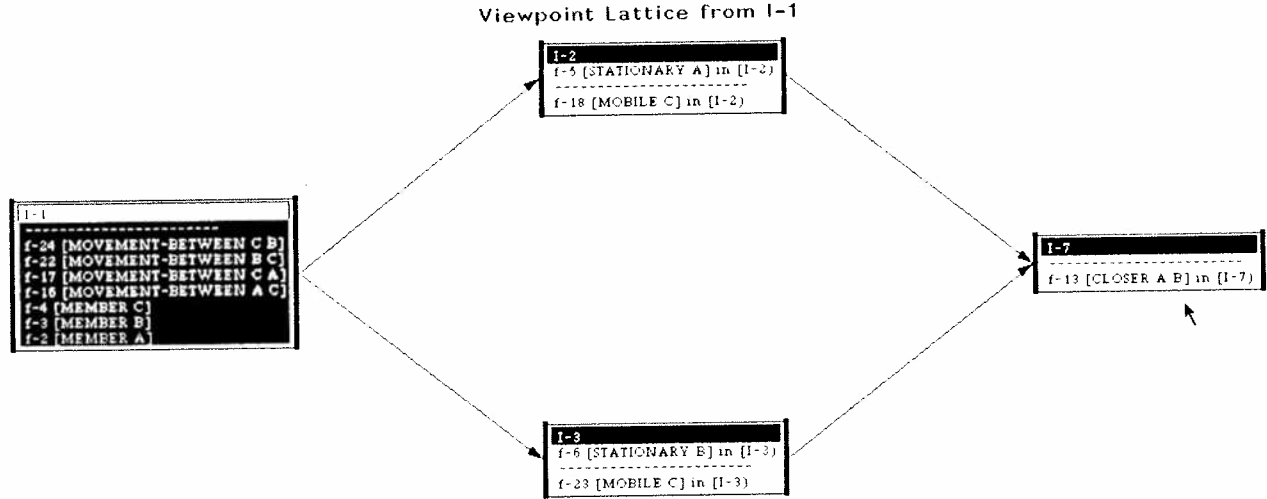 Viewpoint Lattice from I-1
I-2
f-5 [STATIONARY A] in [I-2)
f-18 [MOBILE C] in [I-2)
I-1
f-24 [MOVEMENT-BETWEEN C B]
f-22 [MOVEMENT-BETWEEN B C]
f-17 [MOVEMENT-BETWEEN C A]
f-16 [MOVEMENT-BETWEEN A C]
f-4 [MEMBER C]
f-3 [MEMBER B]
f-2 [MEMBER A]
I-7
f-13 [CLOSER A B] in [I-7)
I-3
f-6 [STATIONARY B] in [I-3)
f-23 [MOBILE C] in [I-3)